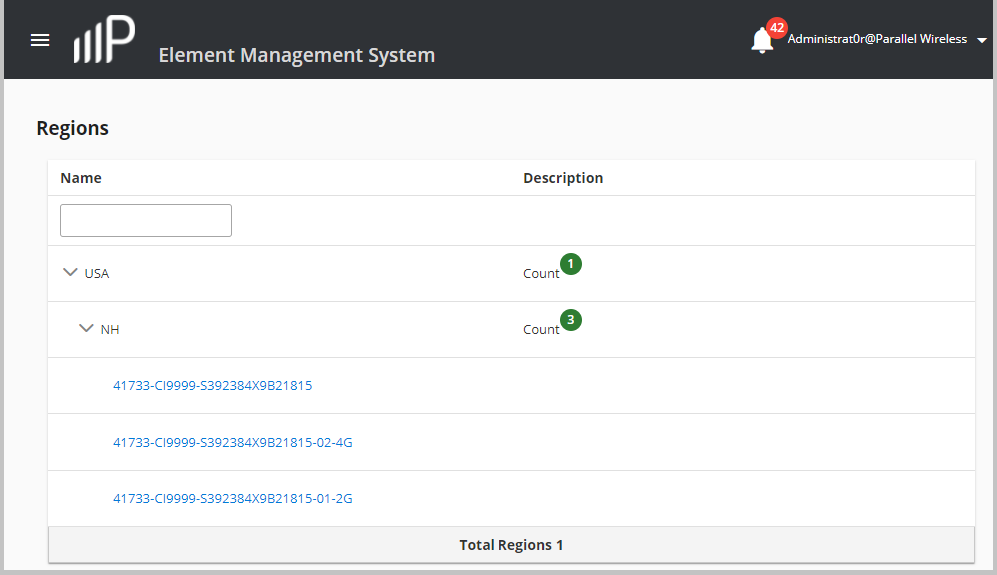 P
Element Management System
42
Administrat0r@Parallel Wireless
Regions
Name Description
USA Count 1
NH Count 3
41733-CI9999-S392384X9B21815
41733-CI9999-S392384X9B21815-02-4G
41733-CI9999-S392384X9B21815-01-2G
Total Regions 1